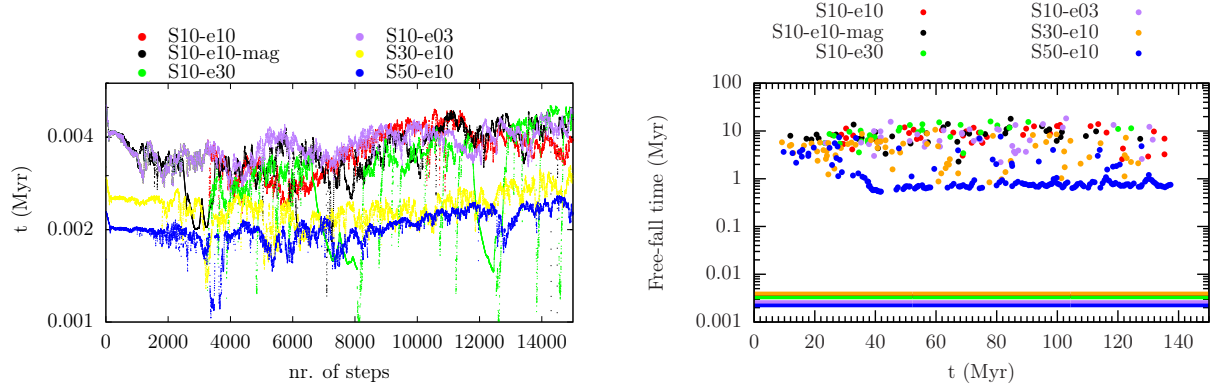 S10-e10
S10-e10-mag
S10-e30
S10-e03
S30-e10
S50-e10
t (Myr)
0.004
0.002
0.001
0 2000 4000 6000 8000 10000 12000 14000
nr. of steps
S10-e10
S10-e10-mag
S10-e30
S10-e03
S30-e10
S50-e10
Free-fall time (Myr)
100
10
1
0.1
0.01
0.001
0 20 40 60 80 100 120 140
t (Myr)